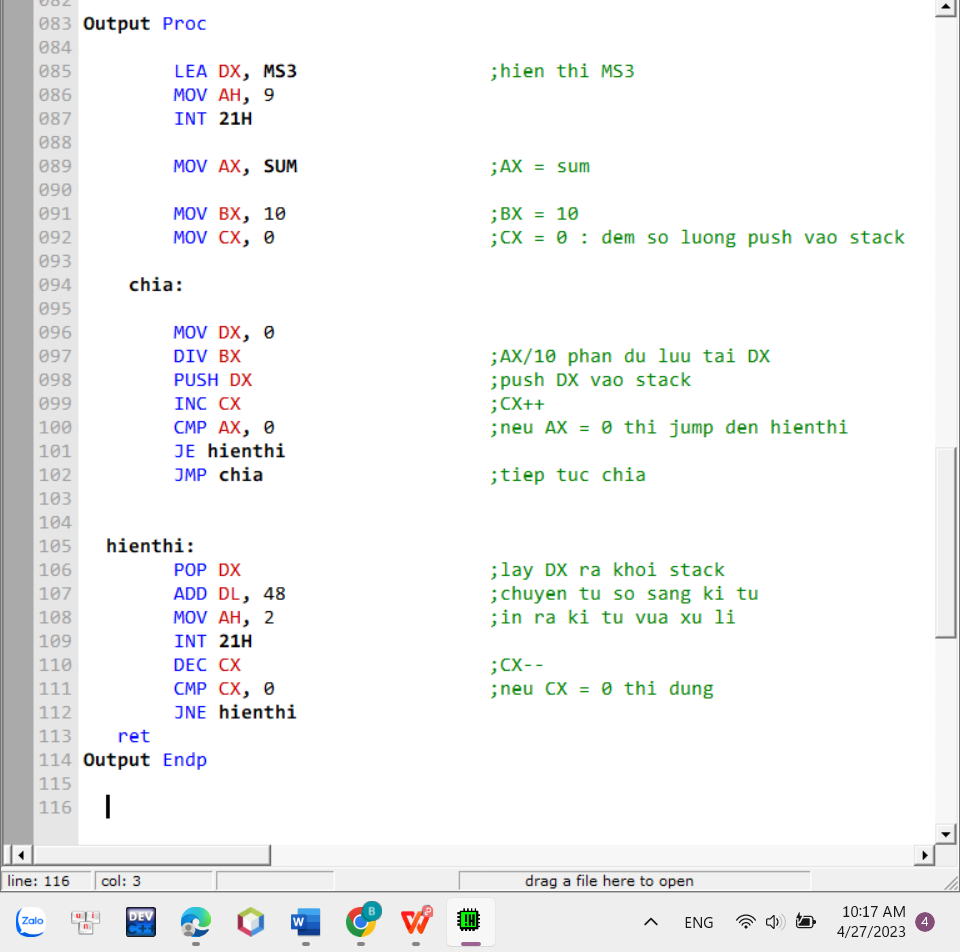 082
083 Output Proc
084
085 LEA DX, MS3 ;hien thi MS3
086 MOV AH, 9
087 INT 21H
088
089 MOV AX, SUM ;AX = sum
090
091 MOV BX, 10 ;BX = 10
092 MOV CX, 0 ;CX = 0 : dem so luong push vao stack
093
094 chia:
095
096 MOV DX, 0
097 DIV BX ;AX/10 phan du luu tai DX
098 PUSH DX ;push DX vao stack
099 INC CX ;CX++
100 CMP AX, 0 ;neu AX = 0 thi jump den hienthi
101 JE hienthi
102 JMP chia ;tiep tuc chia
103
104
105 hienthi:
106 POP DX ;lay DX ra khoi stack
107 ADD DL, 48 ;chuyen tu so sang ki tu
108 MOV AH, 2 ;in ra ki tu vua xu li
109 INT 21H
110 DEC CX ;CX--
111 CMP CX, 0 ;neu CX = 0 thi dung
112 JNE hienthi
113 ret
114 Output Endp
115
116
line: 116 col: 3 drag a file here to open
Zalo u i n DEV C++ W B W P ENG 10:17 AM 4
4/27/2023